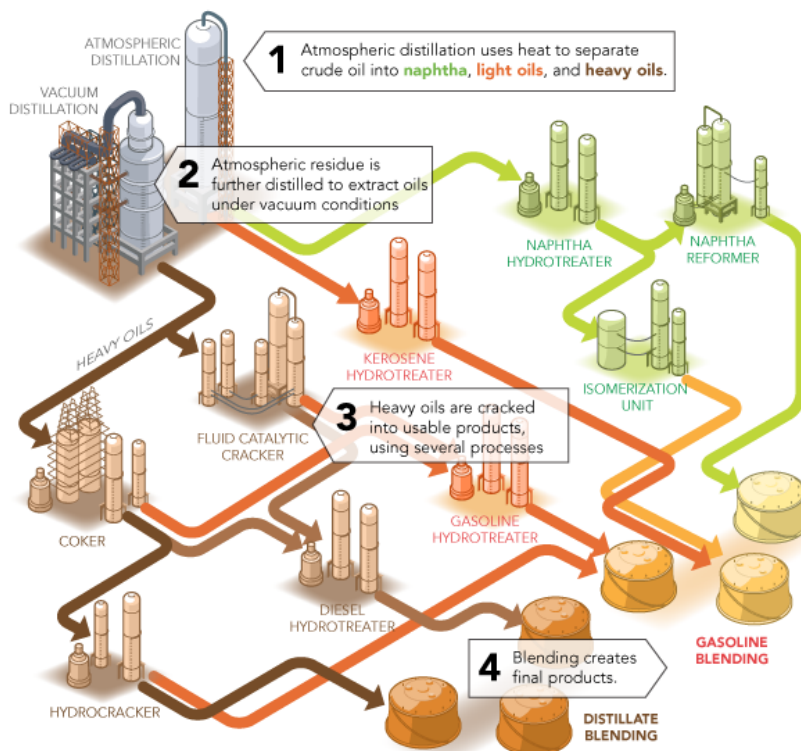 ATMOSPHERIC
DISTILLATION
1 Atmospheric distillation uses heat to separate
crude oil into naphtha, light oils, and heavy oils.
VACUUM
DISTILLATION
2 Atmospheric residue is
further distilled to extract oils
under vacuum conditions
NAPHTHA
HYDROTREATER
NAPHTHA
REFORMER
HEAVY OILS
KEROSENE
HYDROTREATER
ISOMERIZATION
UNIT
FLUID CATALYTIC
CRACKER
3 Heavy oils are cracked
into usable products,
using several processes
COKER
GASOLINE
HYDROTREATER
DIESEL
HYDROTREATER
GASOLINE
BLENDING
4 Blending creates
final products.
HYDROCRACKER
DISTILLATE
BLENDING